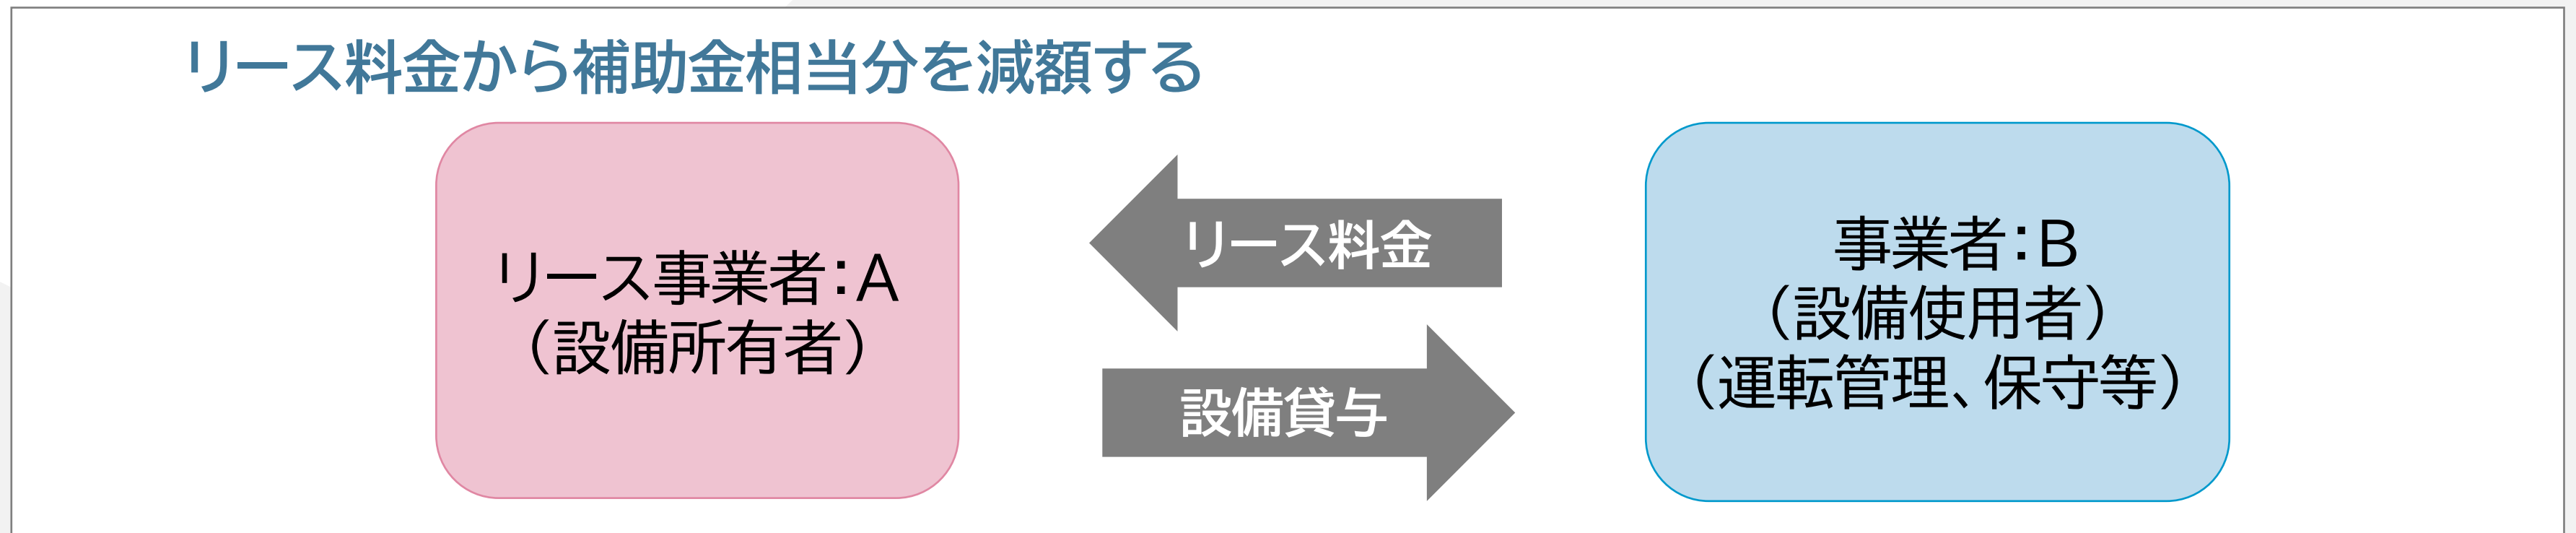 リース料金から補助金相当分を減額する
リース事業者：A
（設備所有者）
リース料金
設備貸与
事業者：B
（設備使用者）
（運転管理、保守等）